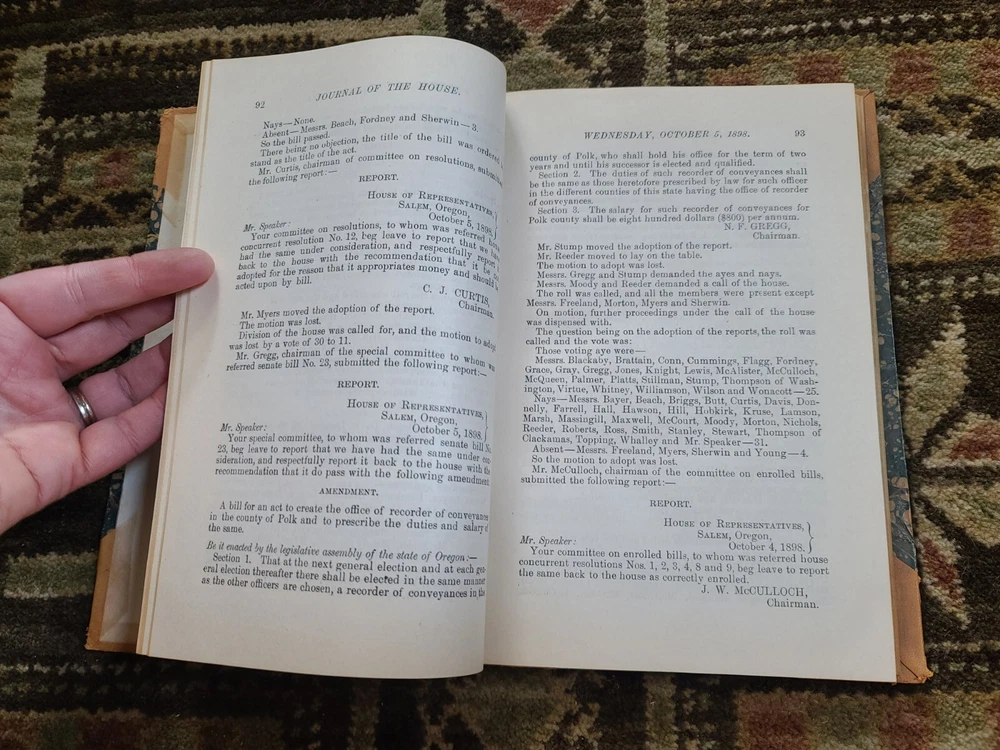 92
JOURNAL OF THE HOUSE.
Nays—None.
Absent—Messrs. Beach, Fordney and Sherwin—3.
So the bill passed.
There being no objection, the title of the bill was ordered
stand as the title of the act.
Mr. Curtis, chairman of committee on resolutions,
the following report:—
REPORT.
HOUSE OF REPRESENTATIVES,
SALEM, Oregon,
October 5, 1898.
Mr. Speaker:
Your committee on resolutions, to whom was referred
concurrent resolution No. 12, beg leave to report that we
had the same under consideration, and respectfully report
back to the house with the recommendation that it be
adopted for the reason that it appropriates money and should
acted upon by bill.
C. J. CURTIS,
Chairman.
Mr. Myers moved the adoption of the report.
The motion was lost.
Division of the house was called for, and the motion to adopt
was lost by a vote of 30 to 11.
Mr. Gregg, chairman of the special committee to whom was
referred senate bill No. 23, submitted the following report:—
REPORT.
HOUSE OF REPRESENTATIVES,
SALEM, Oregon,
October 5, 1898.
Mr. Speaker:
Your special committee, to whom was referred senate bill No.
23, beg leave to report that we have had the same under con-
sideration, and respectfully report it back to the house with the
recommendation that it do pass with the following amendment:
AMENDMENT.
A bill for an act to create the office of recorder of conveyance
in the county of Polk and to prescribe the duties and salary of
the same.
Be it enacted by the legislative assembly of the state of Oregon:—
Section 1. That at the next general election and at each gen-
eral election thereafter there shall be elected in the same manner
as the other officers are chosen, a recorder of conveyances in the
WEDNESDAY, OCTOBER 5, 1898.
93
county of Polk, who shall hold his office for the term of two
years and until his successor is elected and qualified.
Section 2. The duties of such recorder of conveyances shall
be the same as those heretofore prescribed by law for such officer
in the different counties of this state having the office of recorder
of conveyances.
Section 3. The salary for such recorder of conveyances for
Polk county shall be eight hundred dollars ($800) per annum.
N. F. GREGG,
Chairman.
Mr. Stump moved the adoption of the report.
Mr. Reeder moved to lay on the table.
The motion to adopt was lost.
Messrs. Gregg and Stump demanded the ayes and nays.
Messrs. Moody and Reeder demanded a call of the house.
The roll was called, and all the members were present except
Messrs. Freeland, Morton, Myers and Sherwin.
On motion, further proceedings under the call of the house
was dispensed with.
The question being on the adoption of the reports, the roll was
called and the vote was:
Those voting aye were—
Messrs. Blackaby, Brattain, Conn, Cummings, Flagg, Fordney,
Grace, Gray, Gregg, Jones, Knight, Lewis, McAlister, McCulloch,
McQueen, Palmer, Platts, Stillman, Stump, Thompson of Wash-
ington, Virtue, Whitney, Williamson, Wilson and Wonacott—25.
Nays—Messrs. Bayer, Beach, Briggs, Butt, Curtis, Davis, Don-
nelly, Farrell, Hall, Hawson, Hill, Hobkirk, Kruse, Lamson,
Marsh, Massingill, Maxwell, McCourt, Moody, Morton, Nichols,
Reeder, Roberts, Ross, Smith, Stanley, Stewart, Thompson of
Clackamas, Topping, Whalley and Mr. Speaker—31.
Absent—Messrs. Freeland, Myers, Sherwin and Young—4.
So the motion to adopt was lost.
Mr. McCulloch, chairman of the committee on enrolled bills,
submitted the following report:—
REPORT.
HOUSE OF REPRESENTATIVES,
SALEM, Oregon,
October 4, 1898.
Mr. Speaker:
Your committee on enrolled bills, to whom was referred house
concurrent resolutions Nos. 1, 2, 3, 4, 8 and 9, beg leave to report
the same back to the house as correctly enrolled.
J. W. McCULLOCH,
Chairman.